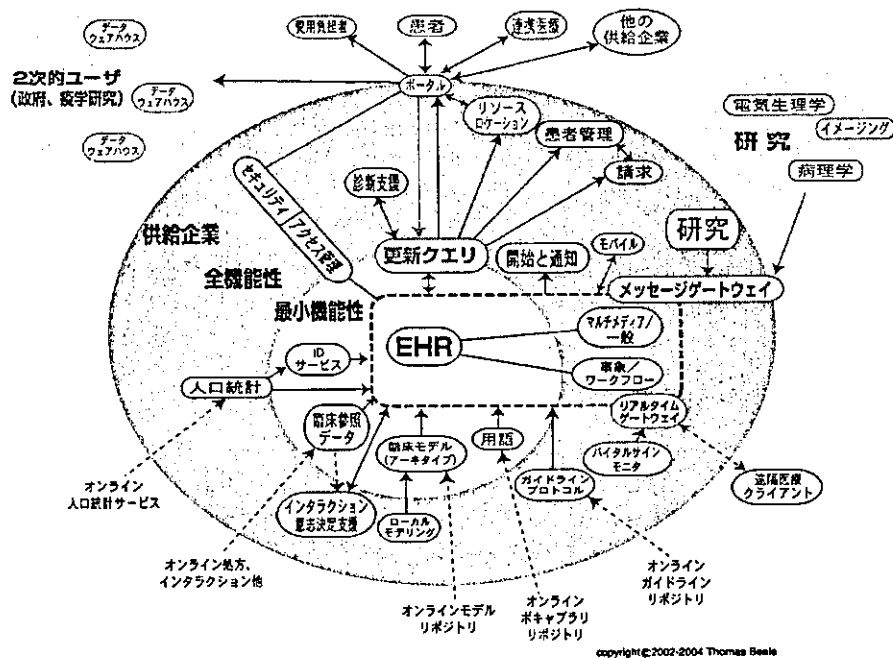 データ
ウェアハウス
費用負担者
患者
連携医療
他の
供給企業
2次的ユーザ
(政府、疫学研究)
データ
ウェアハウス
ポータル
データ
ウェアハウス
リソース
ロケーション
患者管理
請求
電気生理学
イメージング
研究
病理学
診断支援
セキュリティ
アクセス管理
供給企業
全機能性
最小機能性
更新クエリ
開始と通知
モバイル
研究
メッセージゲートウェイ
EHR
マルチメディア/
一般
事象/
ワークフロー
ID
サービス
人口統計
臨床参照
データ
臨床モデル
(アーキタイプ)
用語
リアルタイム
ゲートウェイ
バイタルサイン
モニタ
ガイドライン
プロトコル
遠隔医療
クライアント
インタラクション
意志決定支援
ローカル
モデリング
オンライン
人口統計サービス
オンライン処方、
インタラクション他
オンラインモデル
リポジトリ
オンライン
ボキャブラリ
リポジトリ
オンライン
ガイドライン
リポジトリ
copyright©2002-2004 Thomas Beale